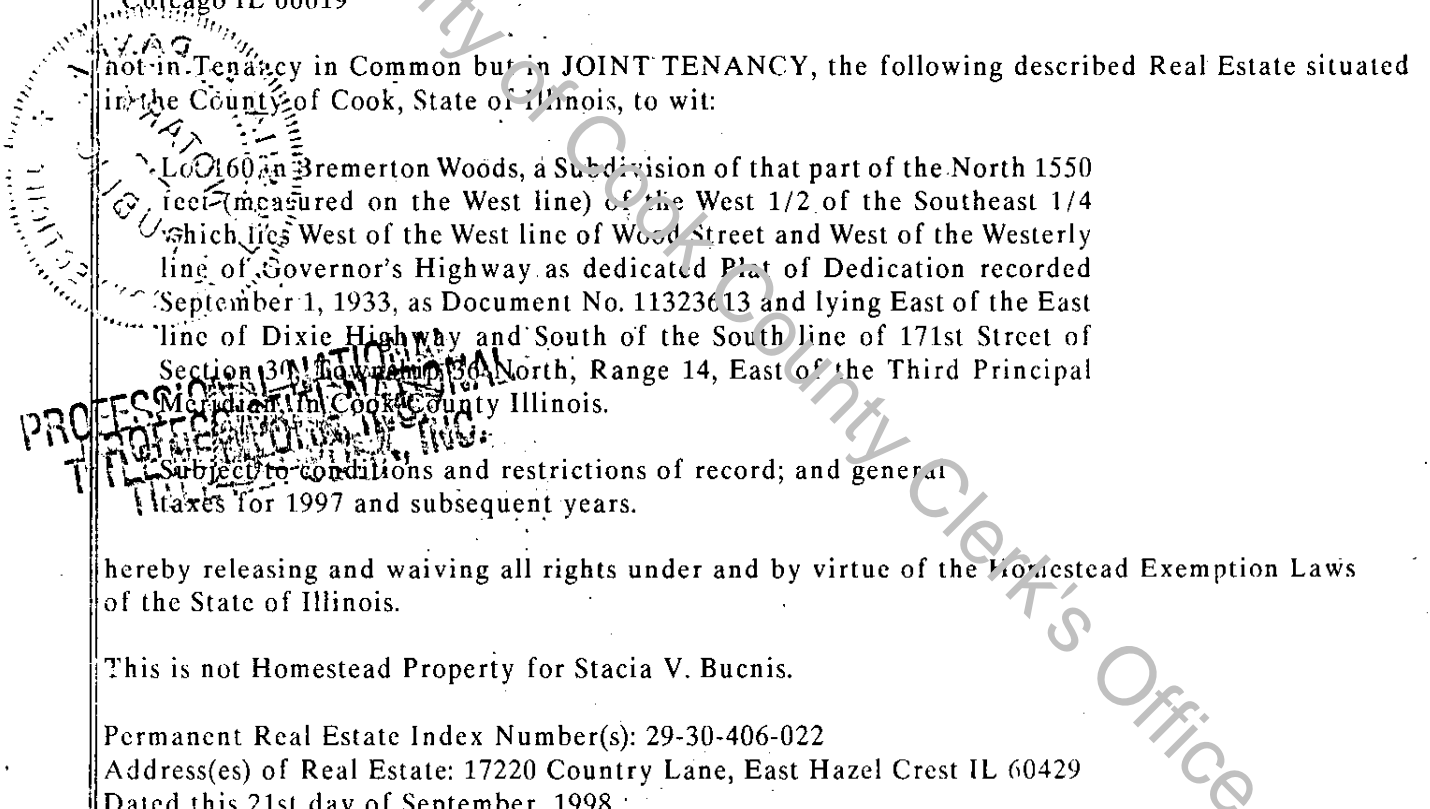 Chicago IL 60619
not in Tenancy in Common but in JOINT TENANCY, the following described Real Estate situated
in the County of Cook, State of Illinois, to wit:
160 in Bremerton Woods, a Subdivision of that part of the North 1550
feet (measured on the West line) of the West 1/2 of the Southeast 1/4
which lies West of the West line of Wood Street and West of the Westerly
line of Governor's Highway as dedicated Plat of Dedication recorded
September 1, 1933, as Document No. 11323613 and lying East of the East
line of Dixie Highway and South of the South line of 171st Street of
Section Township 36 North, Range 14, East of the Third Principal
Meridian, In Cook County Illinois.
PROFESSIONAL NATIONAL
INC.
Subject to conditions and restrictions of record; and general
taxes for 1997 and subsequent years.
hereby releasing and waiving all rights under and by virtue of the Homestead Exemption Laws
of the State of Illinois.
This is not Homestead Property for Stacia V. Bucnis.
Permanent Real Estate Index Number(s): 29-30-406-022
Address(es) of Real Estate: 17220 Country Lane, East Hazel Crest IL 60429
Dated this 21st day of September, 1998
of Cook County Clerk's Office